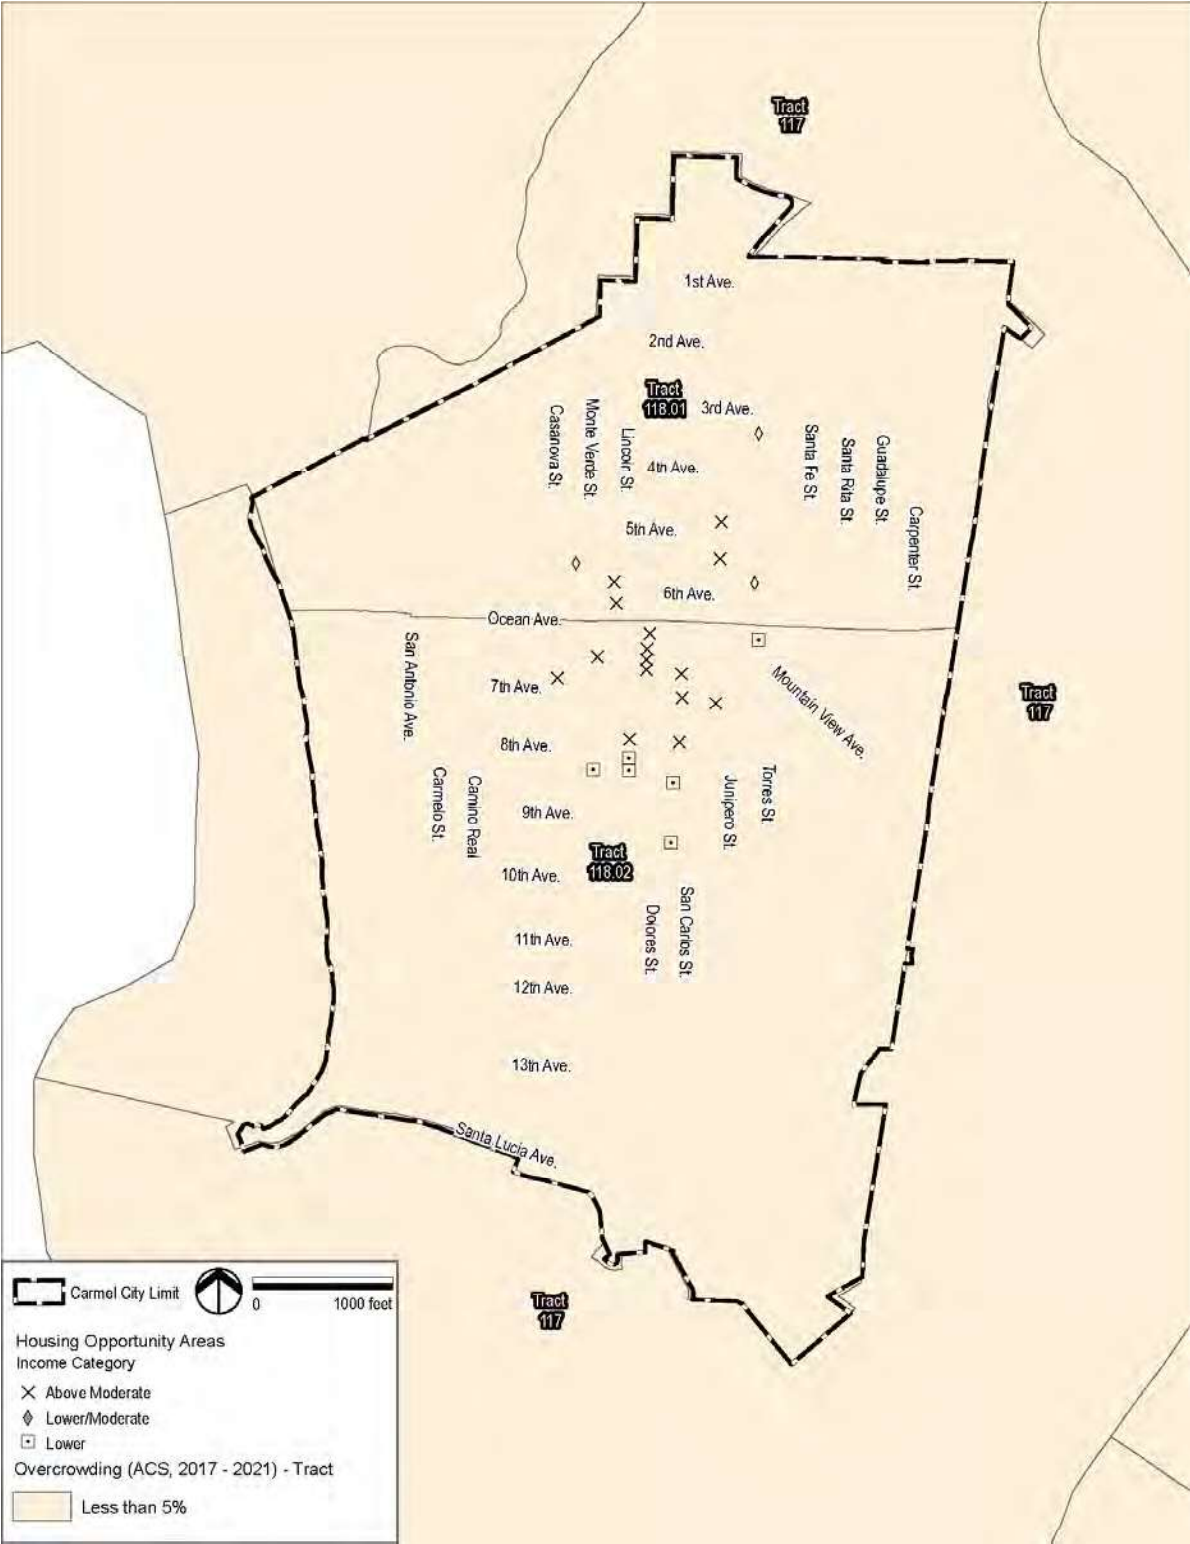 Tract
117
1st Ave.
2nd Ave.
Tract
118.01
3rd Ave.
Casanova St.
Monte Verde St.
Lincoln St.
4th Ave.
Santa Fe St.
Santa Rita St.
Guadalupe St.
Carpenter St.
5th Ave.
6th Ave.
Ocean Ave.
San Antonio Ave.
7th Ave.
Mountain View Ave.
Tract
117
8th Ave.
Carmelo St.
Camino Real
9th Ave.
Junipero St.
Torres St.
Tract
118.02
10th Ave.
Dolores St.
San Carlos St.
11th Ave.
12th Ave.
13th Ave.
Santa Lucia Ave.
Tract
117
Carmel City Limit
0 1000 feet
Housing Opportunity Areas
Income Category
Above Moderate
Lower/Moderate
Lower
Overcrowding (ACS, 2017 - 2021) - Tract
Less than 5%